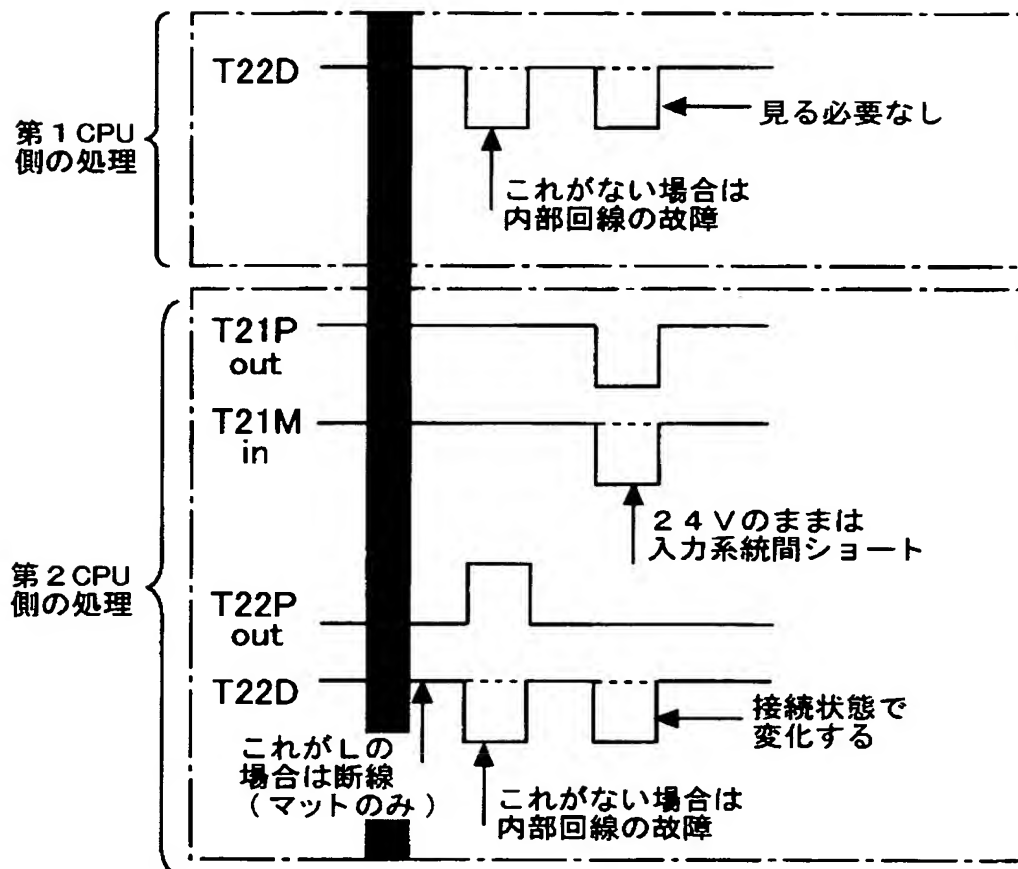 第１CPU
側の処理
T22D
見る必要なし
これがない場合は
内部回線の故障
第２CPU
側の処理
T21P
out
T21M
in
２４Ｖのままは
入力系統間ショート
T22P
out
T22D
これがＬの
場合は断線
（マットのみ）
接続状態で
変化する
これがない場合は
内部回線の故障